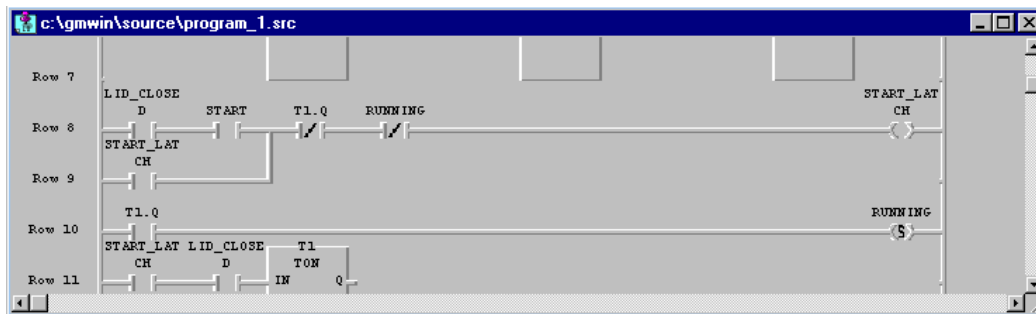 c:\gmwin\source\program_1.src
Row 7
LID_CLOSE START_LAT
D START T1.Q RUNNING CH
Row 8
START_LAT
CH
Row 9
T1.Q RUNNING
Row 10 S
START_LAT LID_CLOSE T1
CH D TON
Row 11 IN Q